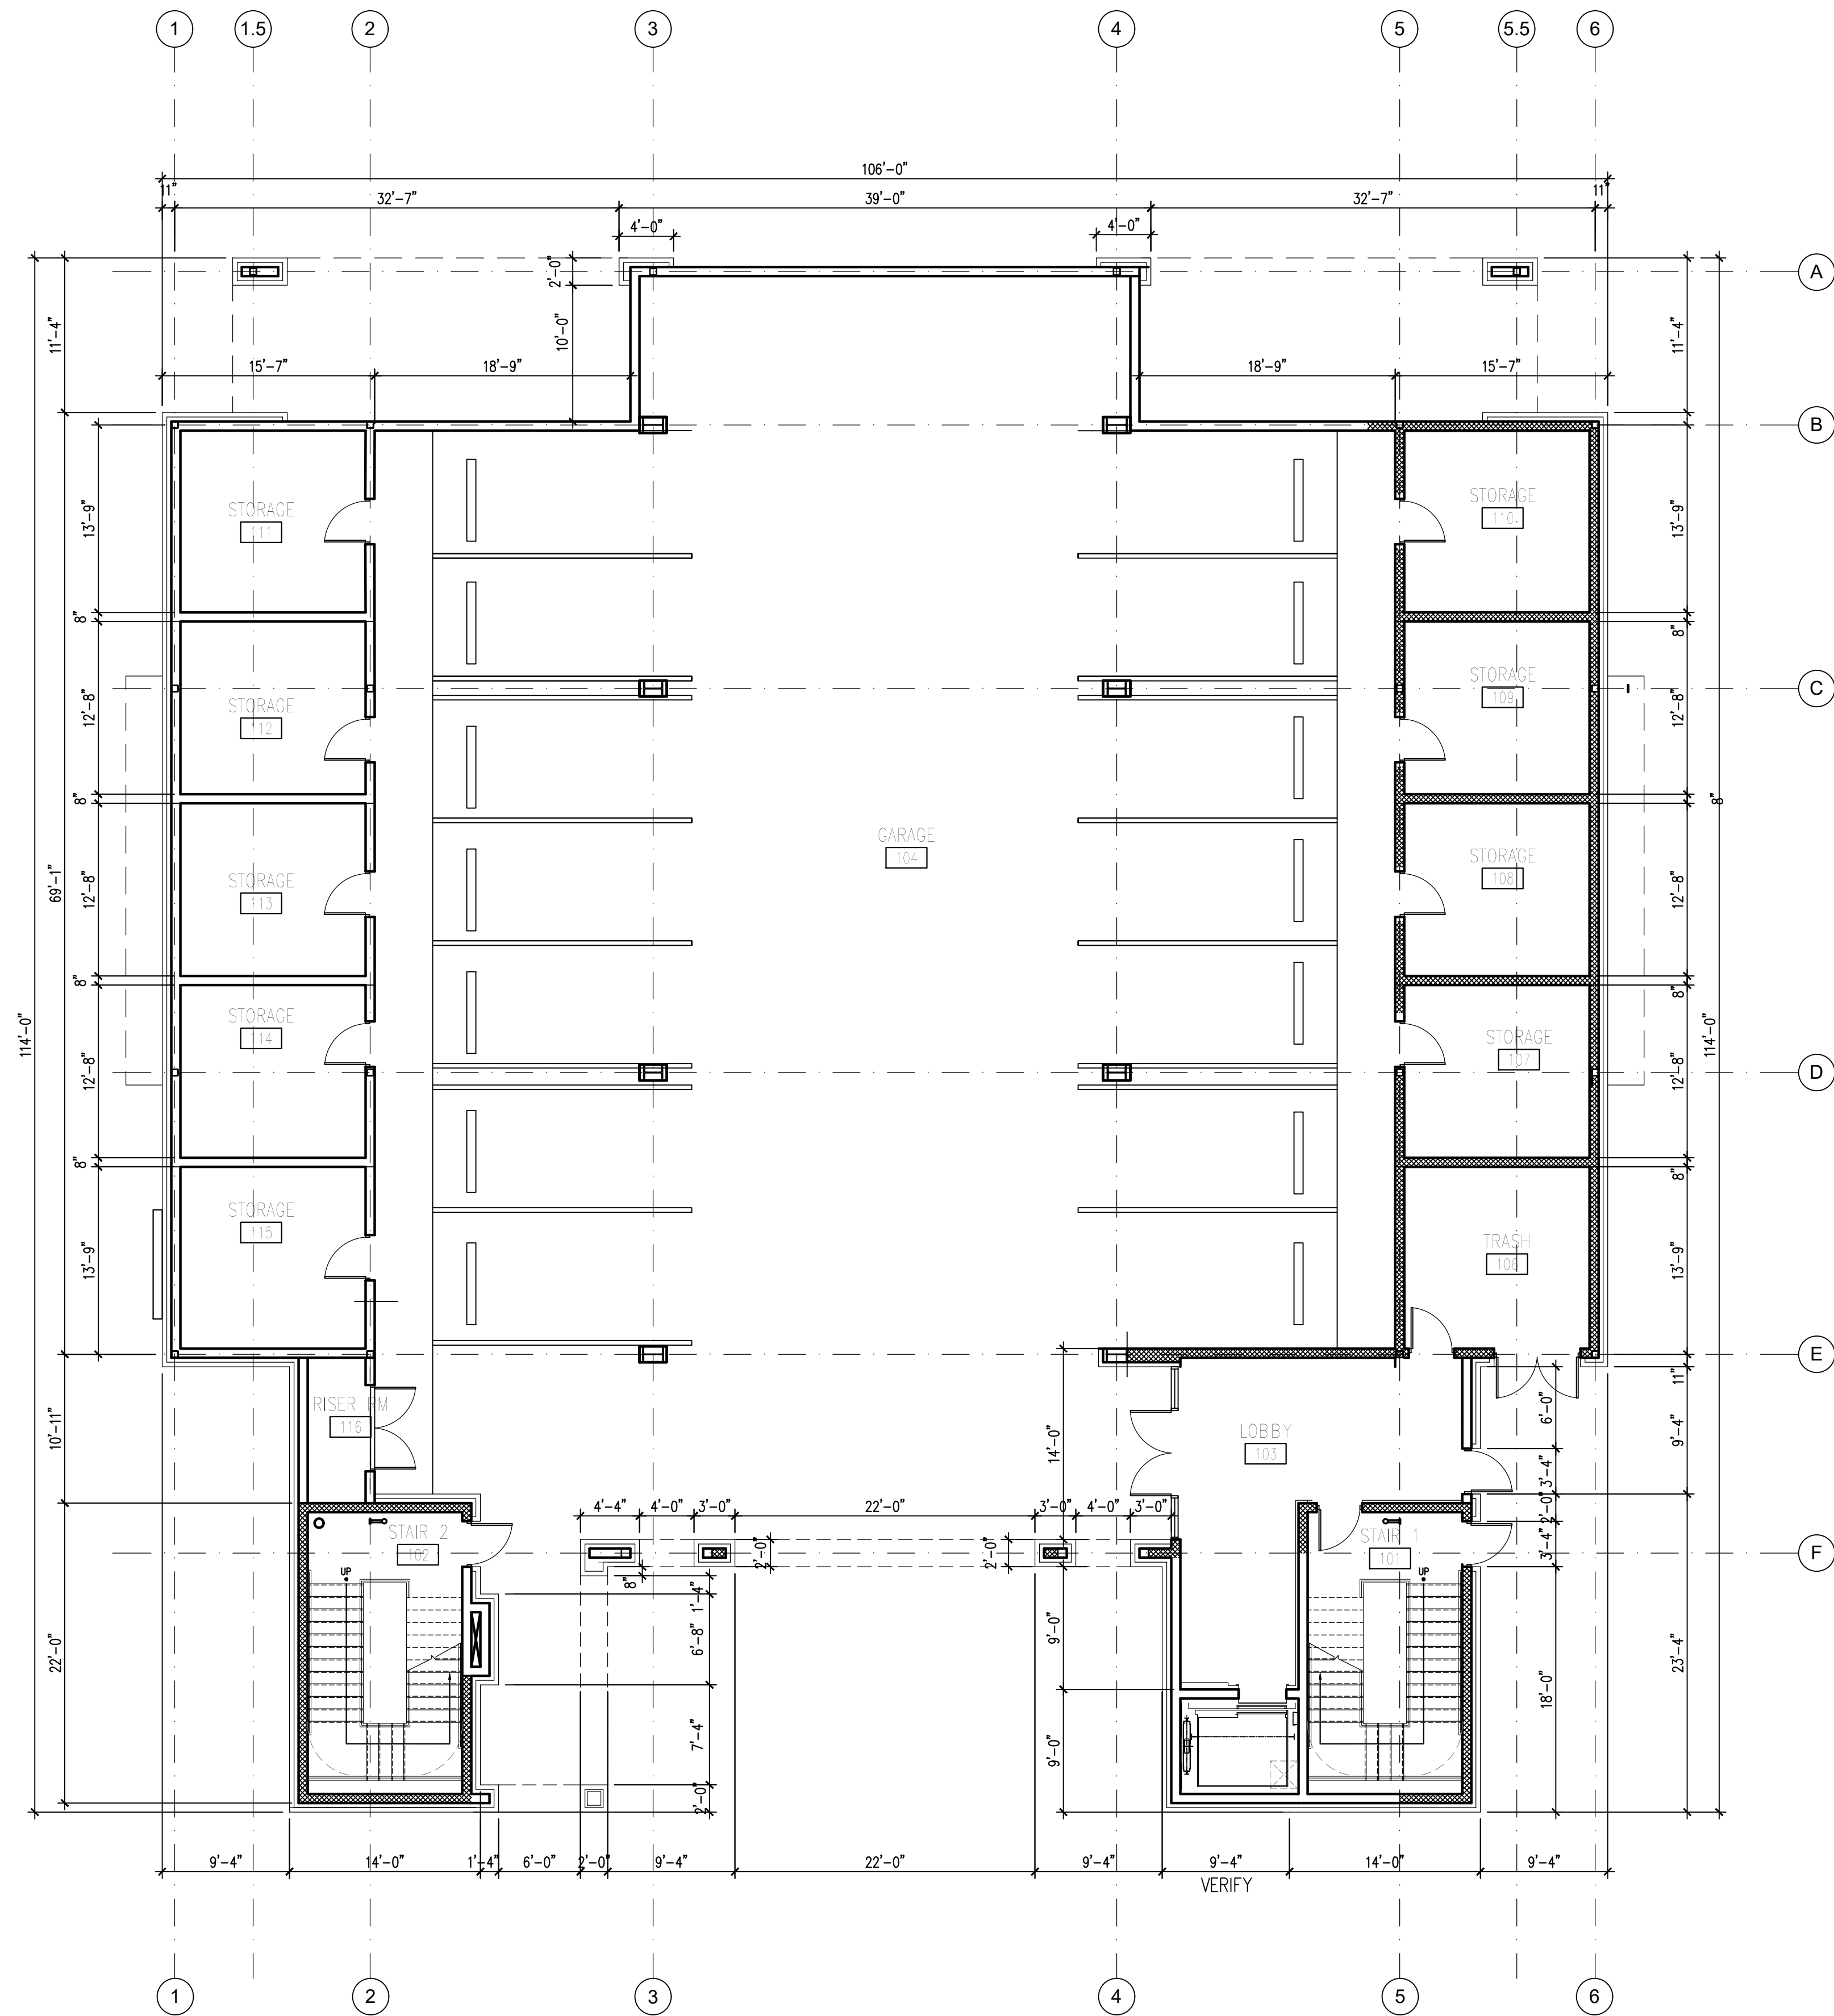 1 1.5 2 3 4 5 5.5 6
106'-0"
11" 32'-7" 39'-0" 32'-7" 11"
4'-0" 4'-0"
A
2'-0"
11'-4" 10'-0" 11'-4"
15'-7" 18'-9" 18'-9" 15'-7"
B
STORAGE
111
STORAGE
110
13'-9" 13'-9"
8" 8"
C
STORAGE
112
STORAGE
109
12'-8" 12'-8"
8" 8"
8"
GARAGE
104
STORAGE
113
STORAGE
108
69'-1"
12'-8" 12'-8"
8" 8"
114'-0" 114'-0"
STORAGE
114
STORAGE
107
12'-8" 12'-8"
D
8" 8"
STORAGE
115
TRASH
106
13'-9" 13'-9"
E
11"
RISER RM
116
LOBBY
103
10'-11" 14'-0" 6'-0" 9'-4"
3'-4"
4'-4" 4'-0" 3'-0" 22'-0" 3'-0" 4'-0" 3'-0"
2'-0"
STAIR 2
102
STAIR 1
101
2'-0" 2'-0" 3'-4"
F
UP UP
8" 1'-4"
22'-0" 6'-8" 9'-0" 23'-4"
18'-0"
7'-4" 9'-0"
2'-0"
9'-4" 14'-0" 1'-4" 6'-0" 2'-0" 9'-4" 22'-0" 9'-4" 9'-4" 14'-0" 9'-4"
VERIFY
1 2 3 4 5 6